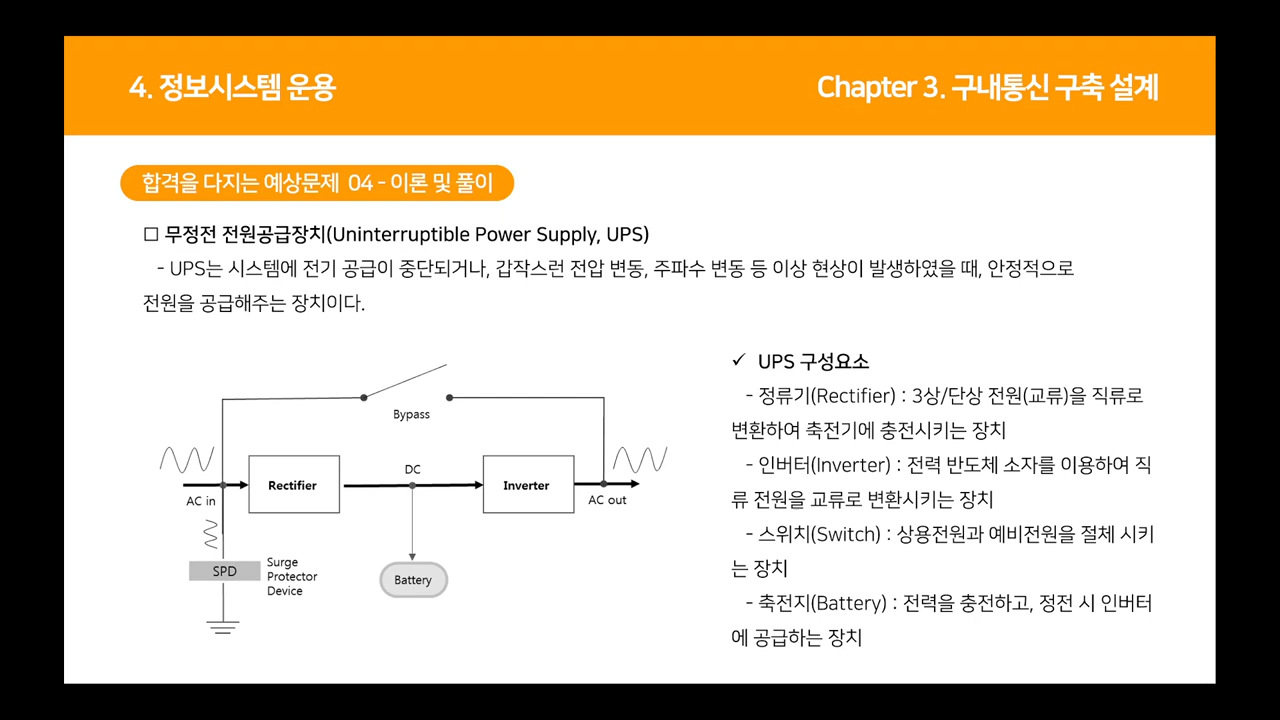 4. 정보시스템 운용
Chapter 3. 구내통신 구축 설계
합격을 다지는 예상문제 04 - 이론 및 풀이
□ 무정전 전원공급장치(Uninterruptible Power Supply, UPS)
- UPS는 시스템에 전기 공급이 중단되거나, 갑작스런 전압 변동, 주파수 변동 등 이상 현상이 발생하였을 때, 안정적으로
전원을 공급해주는 장치이다.
Bypass
AC in
Rectifier
DC
Inverter
AC out
SPD
Surge
Protector
Device
Battery
✓ UPS 구성요소
- 정류기(Rectifier) : 3상/단상 전원(교류)을 직류로
변환하여 축전기에 충전시키는 장치
- 인버터(Inverter) : 전력 반도체 소자를 이용하여 직
류 전원을 교류로 변환시키는 장치
- 스위치(Switch) : 상용전원과 예비전원을 절체 시키
는 장치
- 축전지(Battery) : 전력을 충전하고, 정전 시 인버터
에 공급하는 장치